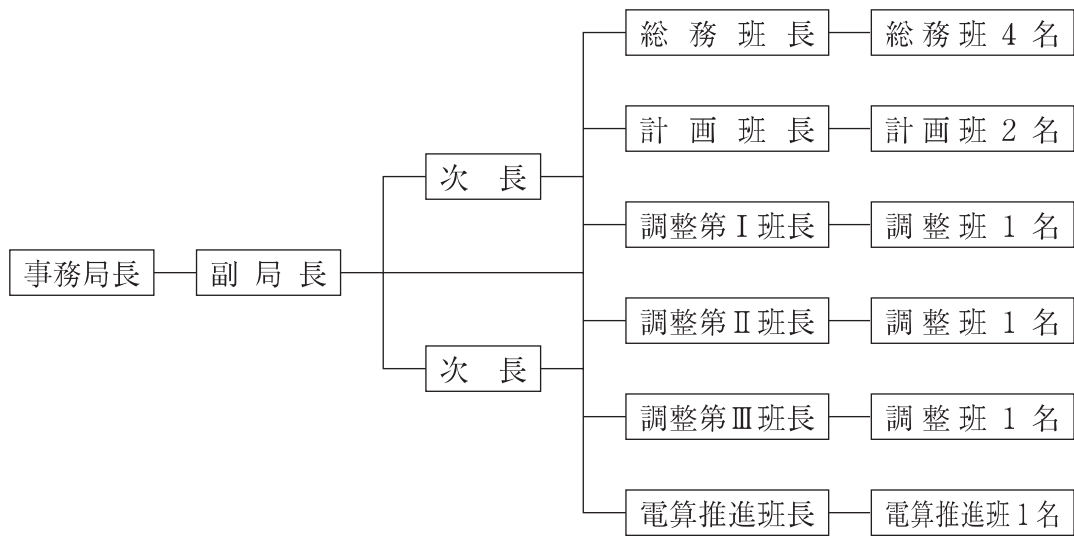 総務班長
総務班4名
計画班長
計画班2名
次長
調整第Ⅰ班長
調整班1名
事務局長
副局長
調整第Ⅱ班長
調整班1名
次長
調整第Ⅲ班長
調整班1名
電算推進班長
電算推進班1名